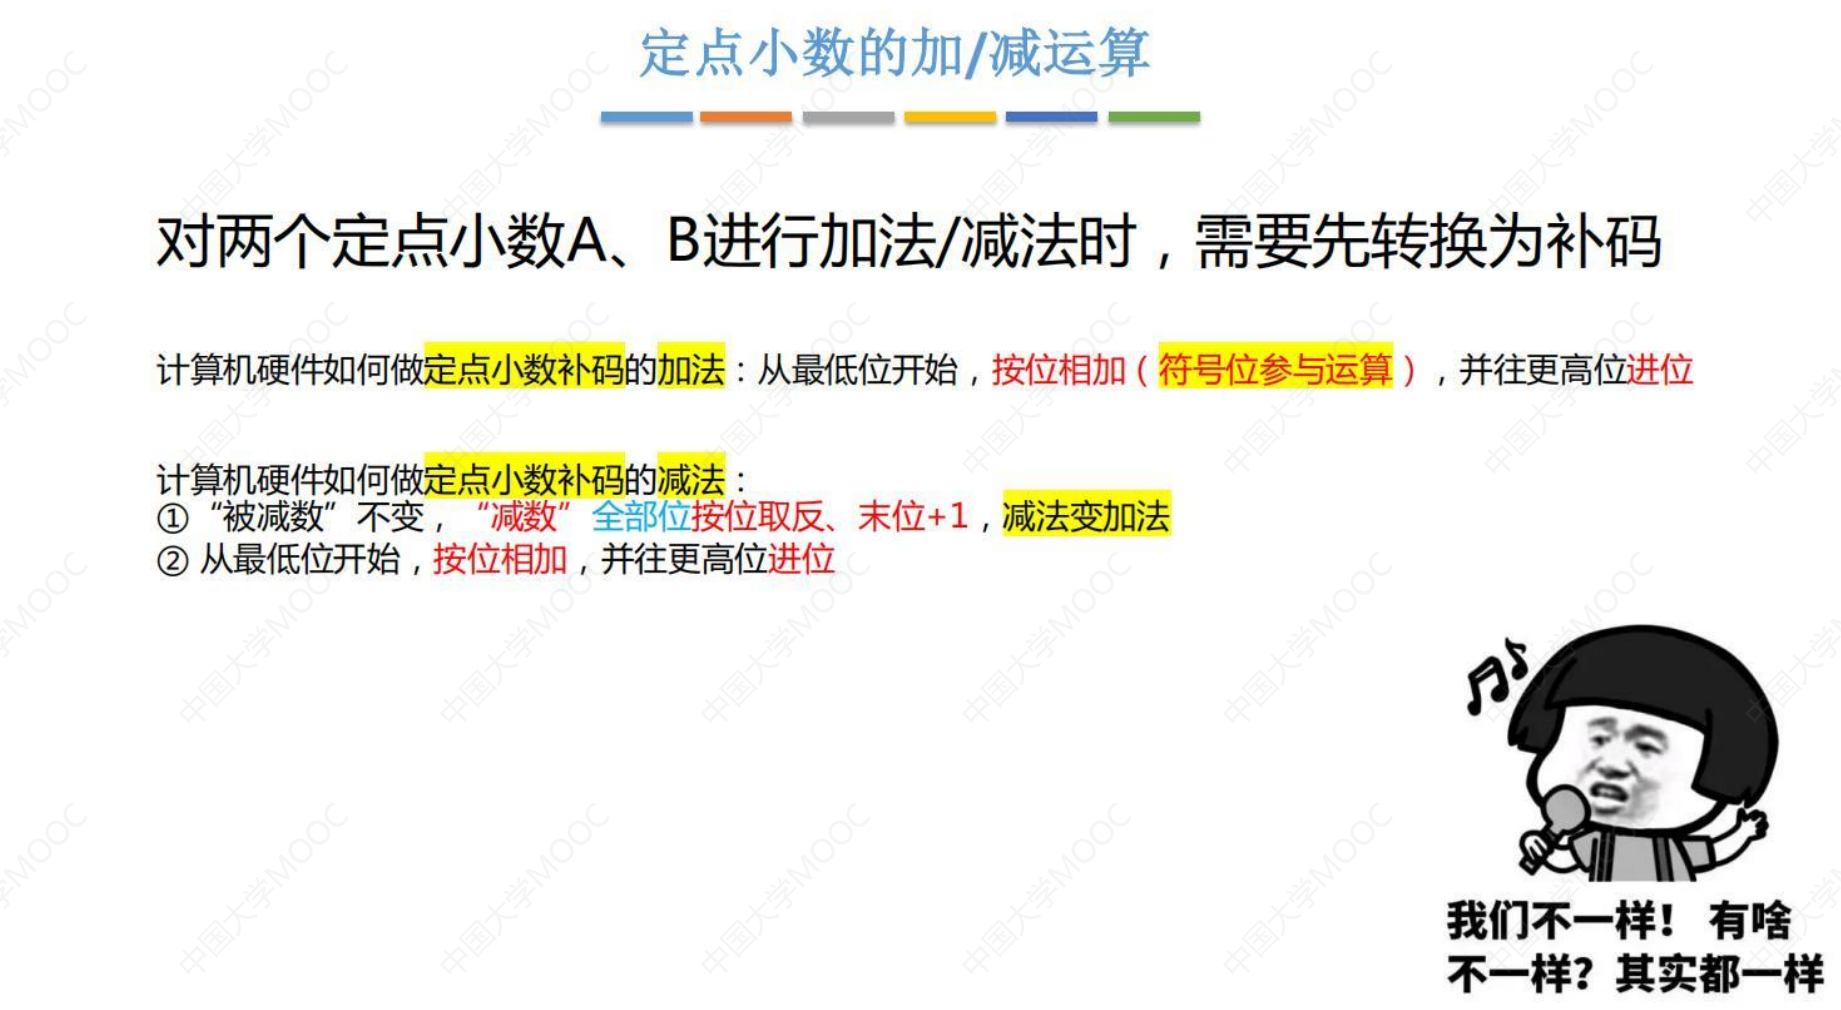 定点小数的加/减运算
对两个定点小数A、B进行加法/减法时，需要先转换为补码
计算机硬件如何做定点小数补码的加法：从最低位开始，按位相加（符号位参与运算），并往更高位进位
计算机硬件如何做定点小数补码的减法：
①“被减数”不变，“减数”全部位按位取反、末位+1，减法变加法
② 从最低位开始，按位相加，并往更高位进位
我们不一样！ 有啥
不一样？其实都一样
中国大学MOOC